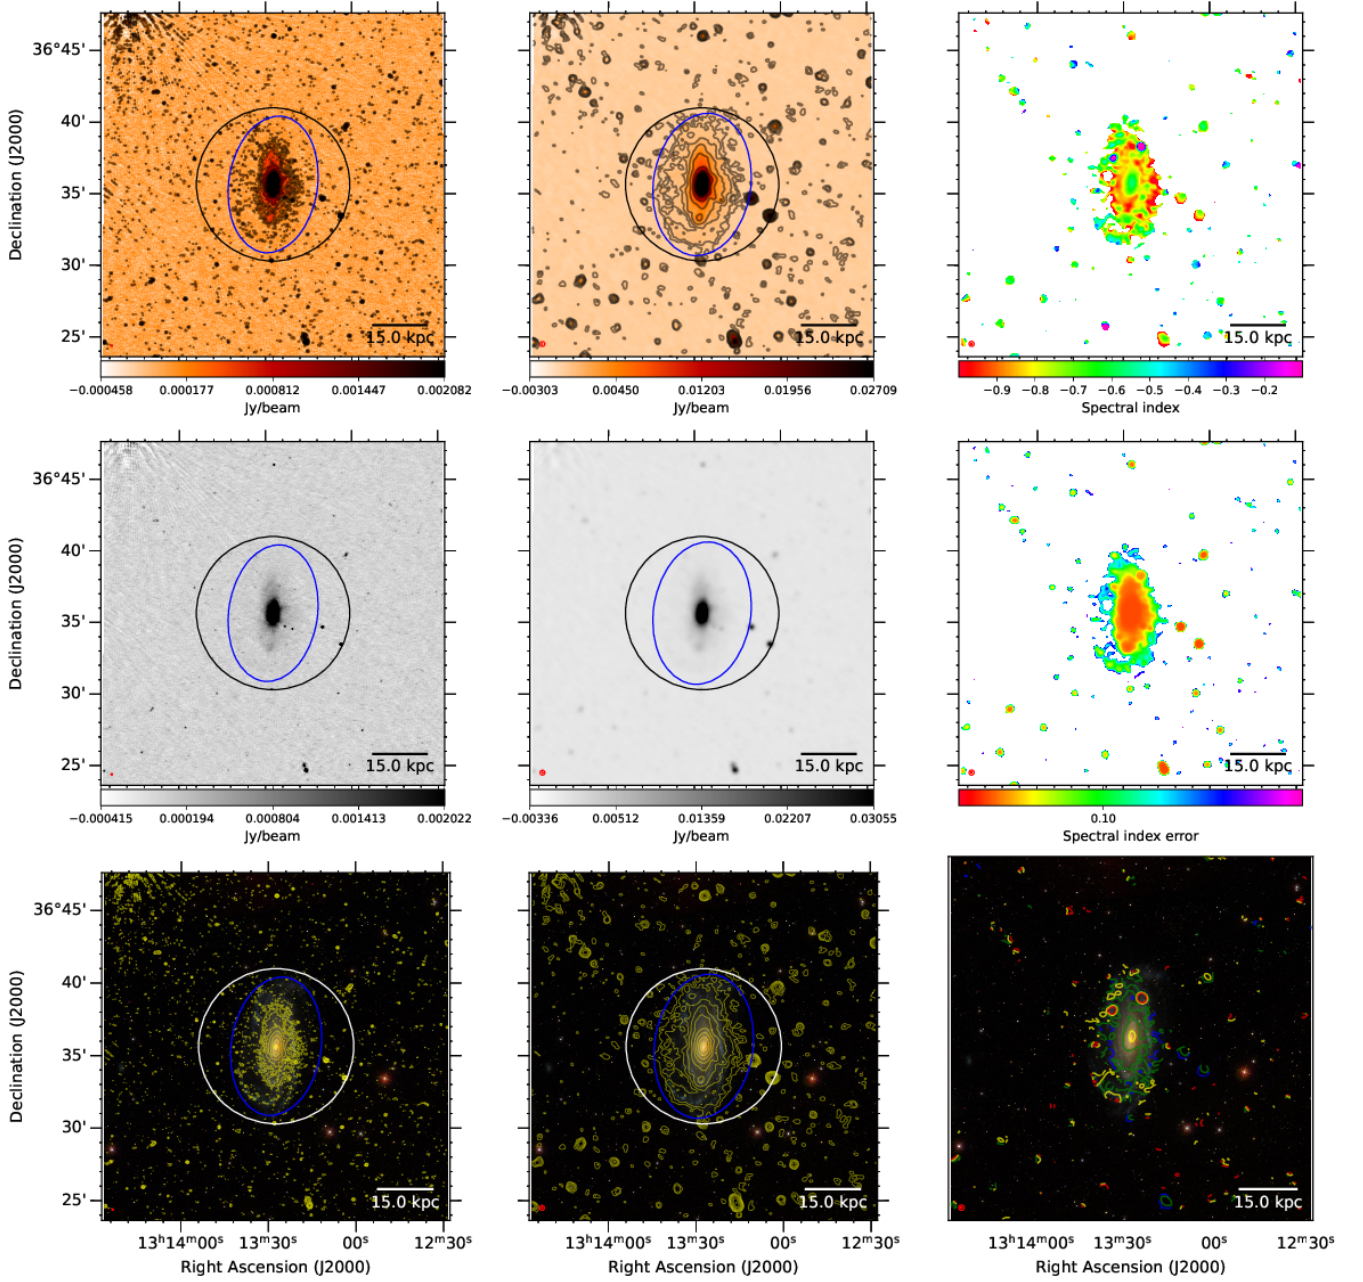 36°45'
40'
35'
30'
25'
Declination (J2000)
15.0 kpc
15.0 kpc
15.0 kpc
−0.000458 0.000177 0.000812 0.001447 0.002082
Jy/beam
−0.00303 0.00450 0.01203 0.01956 0.02709
Jy/beam
−0.9 −0.8 −0.7 −0.6 −0.5 −0.4 −0.3 −0.2
Spectral index
36°45'
40'
35'
30'
25'
Declination (J2000)
15.0 kpc
15.0 kpc
15.0 kpc
−0.000415 0.000194 0.000804 0.001413 0.002022
Jy/beam
−0.00336 0.00512 0.01359 0.02207 0.03055
Jy/beam
0.10
Spectral index error
36°45'
40'
35'
30'
25'
Declination (J2000)
15.0 kpc
15.0 kpc
15.0 kpc
13ʰ14ᵐ00ˢ 13ᵐ30ˢ 00ˢ 12ᵐ30ˢ
Right Ascension (J2000)
13ʰ14ᵐ00ˢ 13ᵐ30ˢ 00ˢ 12ᵐ30ˢ
Right Ascension (J2000)
13ʰ14ᵐ00ˢ 13ᵐ30ˢ 00ˢ 12ᵐ30ˢ
Right Ascension (J2000)